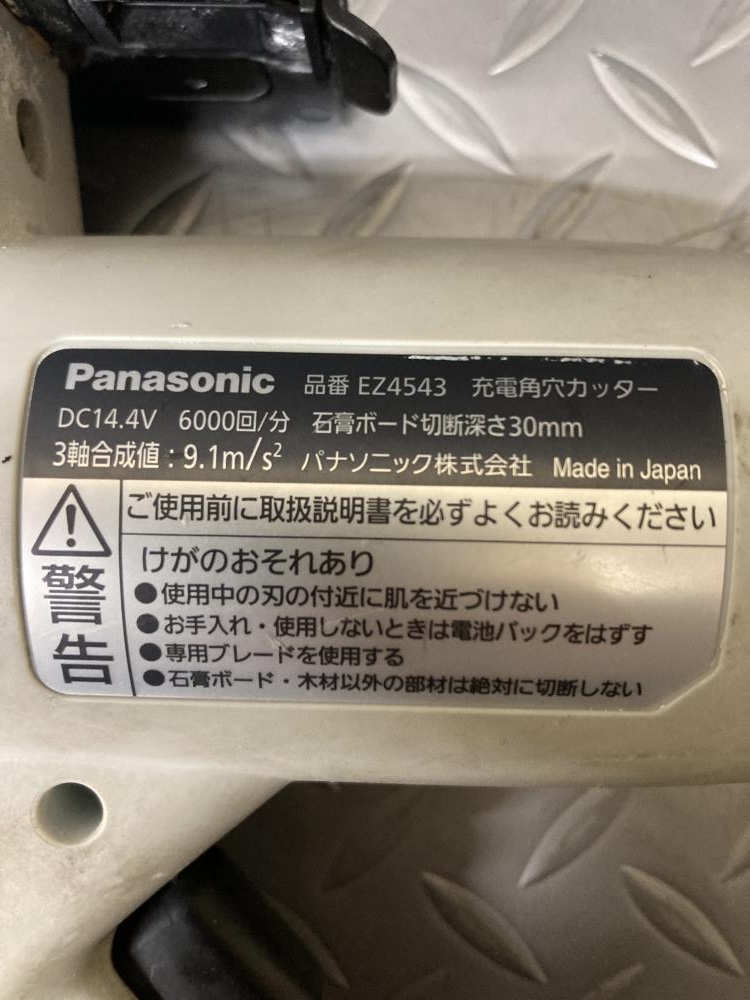 Panasonic 品番 EZ4543 充電角穴カッター
DC14.4V 6000回/分 石膏ボード切断深さ30mm
3軸合成値:9.1m/s² パナソニック株式会社 Made in Japan
ご使用前に取扱説明書を必ずよくお読みください
警告
けがのおそれあり
●使用中の刃の付近に肌を近づけない
●お手入れ・使用しないときは電池パックをはずす
●専用ブレードを使用する
●石膏ボード・木材以外の部材は絶対に切断しない